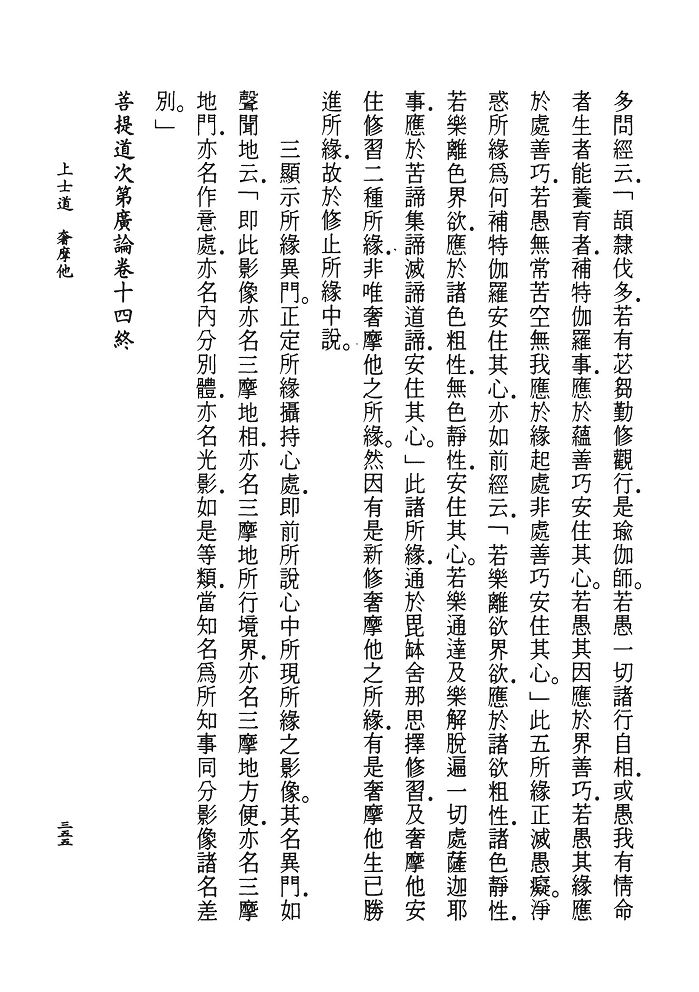 多問經云．「頡隸伐多．若有苾芻勤修觀行．是瑜伽師。若愚一切諸行自相．或愚我有情命
者生者能養育者．補特伽羅事．應於蘊善巧安住其心。若愚其因應於界善巧．若愚其緣應
於處善巧．若愚無常苦空無我應於緣起處非處善巧安住其心。」此五所緣正滅愚癡。淨
惑所緣爲何補特伽羅安住其心．亦如前經云．「若樂離欲界欲．應於諸欲粗性．諸色靜性．
若樂離色界欲．應於諸色粗性．無色靜性．安住其心。若樂通達及樂解脫遍一切處薩迦耶
事．應於苦諦集諦滅諦道諦．安住其心。」此諸所緣．通於毘缽舍那思擇修習．及奢摩他安
住修習二種所緣．非唯奢摩他之所緣。然因有是新修奢摩他之所緣．有是奢摩他生已勝
進所緣．故於修止所緣中說。
三顯示所緣異門。正定所緣攝持心處．即前所說心中所現所緣之影像。其名異門．如
聲聞地云．「即此影像亦名三摩地相．亦名三摩地所行境界．亦名三摩地方便．亦名三摩
地門．亦名作意處．亦名內分別體．亦名光影．如是等類．當知名爲所知事同分影像諸名差
別。」
菩提道次第廣論卷十四終
上士道 奢摩他
三五五